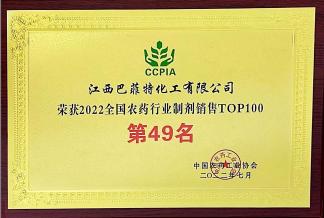 CCPIA
江西巴菲特化工有限公司
荣获2022全国农药行业制剂销售TOP100
第49名
中国农药工业协会
二〇二二年七月